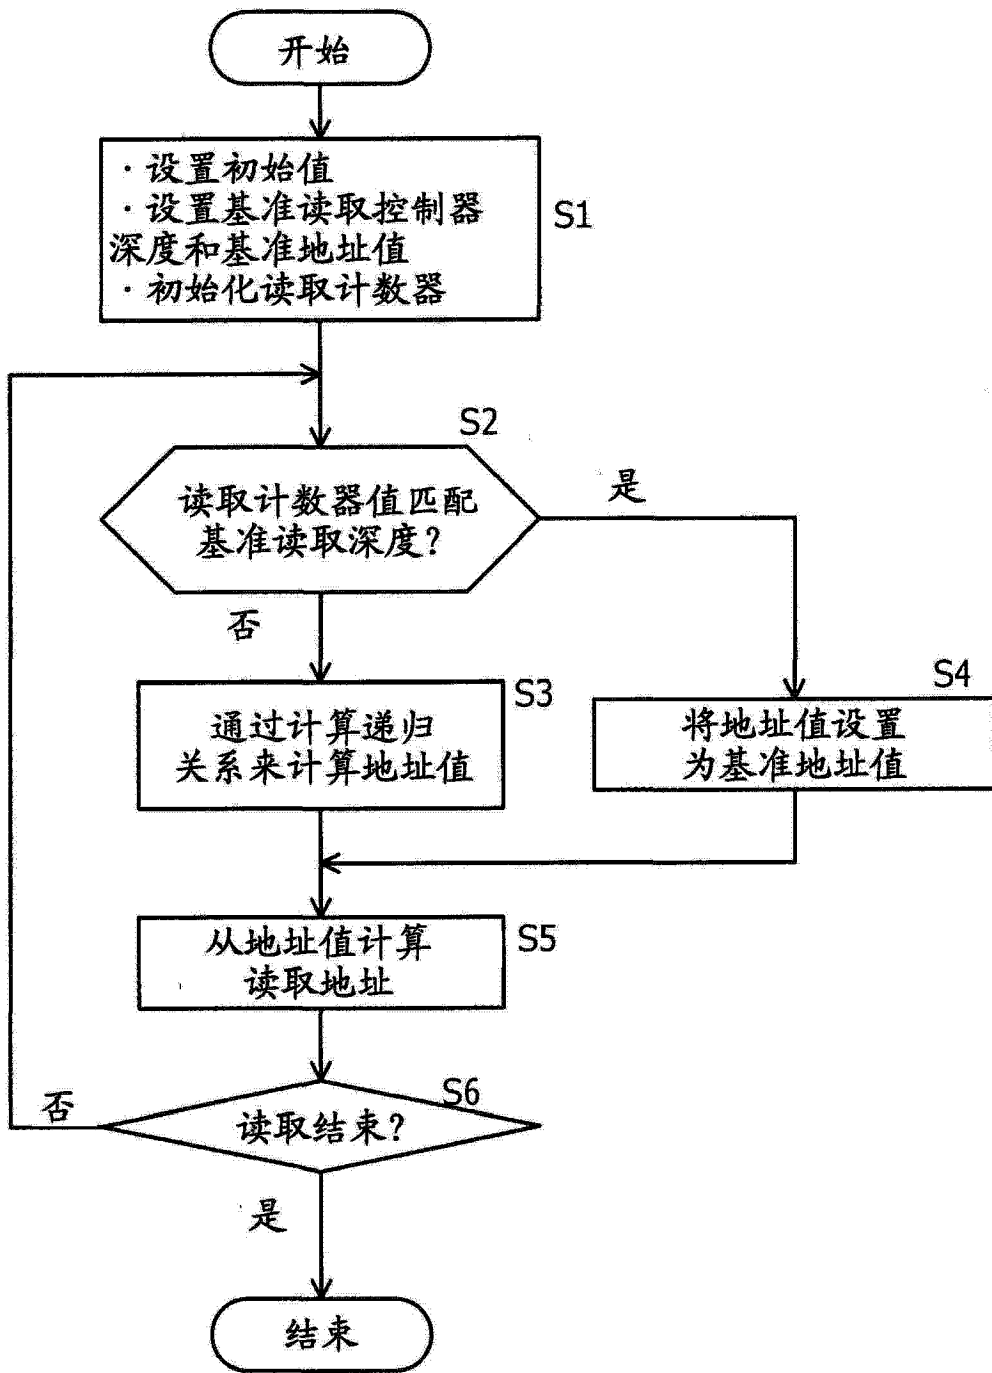 开始
·设置初始值
·设置基准读取控制器
深度和基准地址值
·初始化读取计数器
S1
S2
读取计数器值匹配
基准读取深度?
是
否
S3
通过计算递归
关系来计算地址值
S4
将地址值设置
为基准地址值
从地址值计算
读取地址
S5
S6
读取结束?
否
是
结束